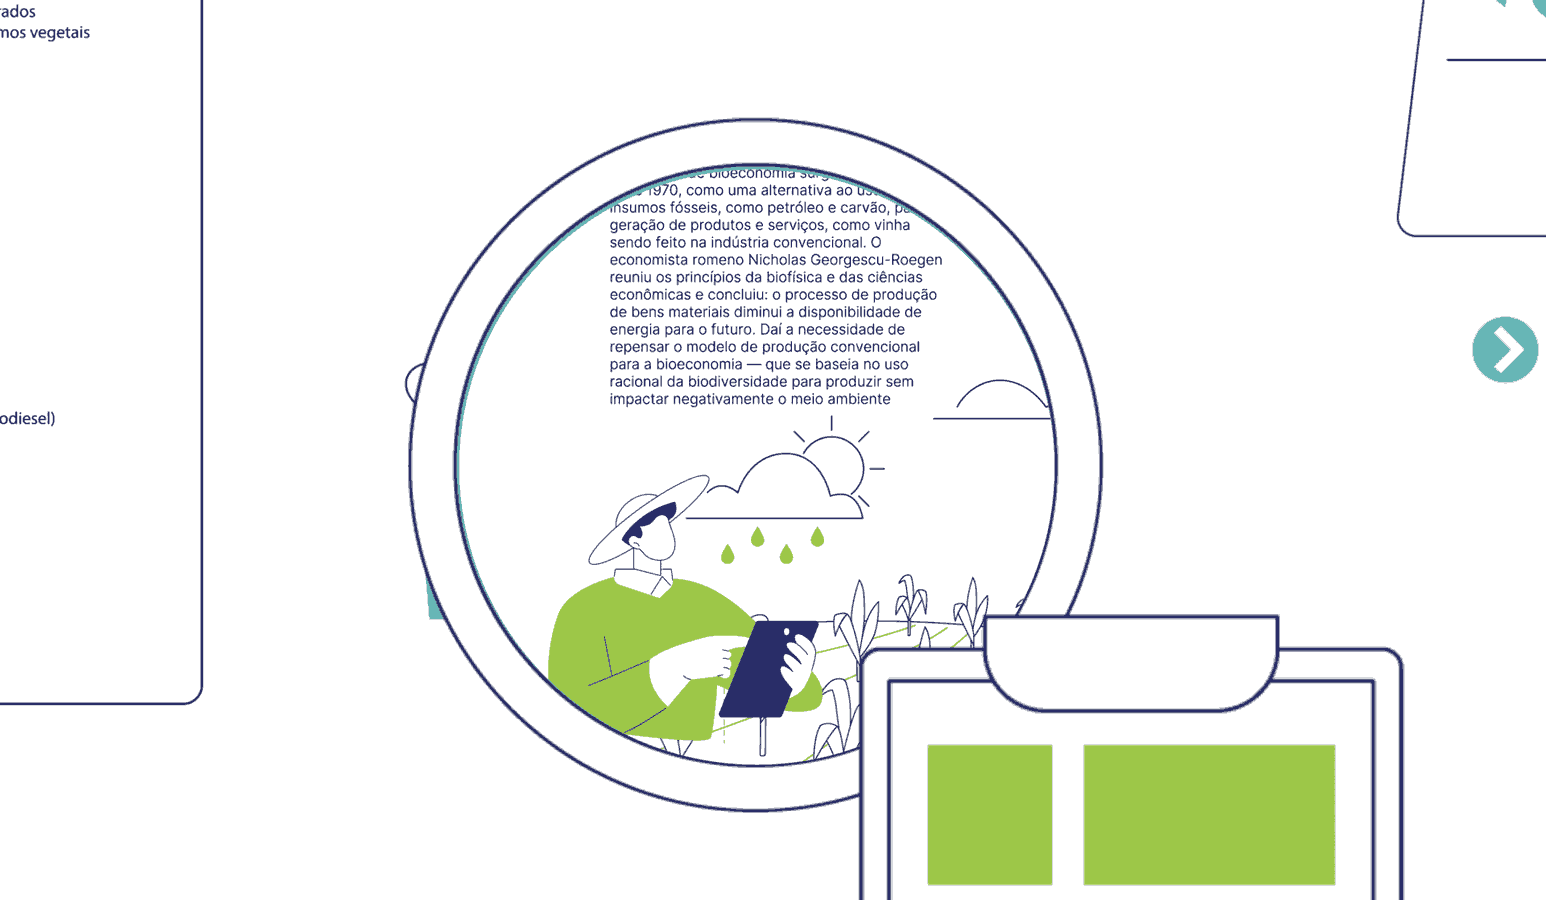 mos vegetais
bioeconomia
1970, como uma alternativa ao
insumos fósseis, como petróleo e carvão,
geração de produtos e serviços, como vinha
sendo feito na indústria convencional. O
economista romeno Nicholas Georgescu-Roegen
reuniu os princípios da biofísica e das ciências
econômicas e concluiu: o processo de produção
de bens materiais diminui a disponibilidade de
energia para o futuro. Daí a necessidade de
repensar o modelo de produção convencional
para a bioeconomia — que se baseia no uso
racional da biodiversidade para produzir sem
impactar negativamente o meio ambiente
odiesel)